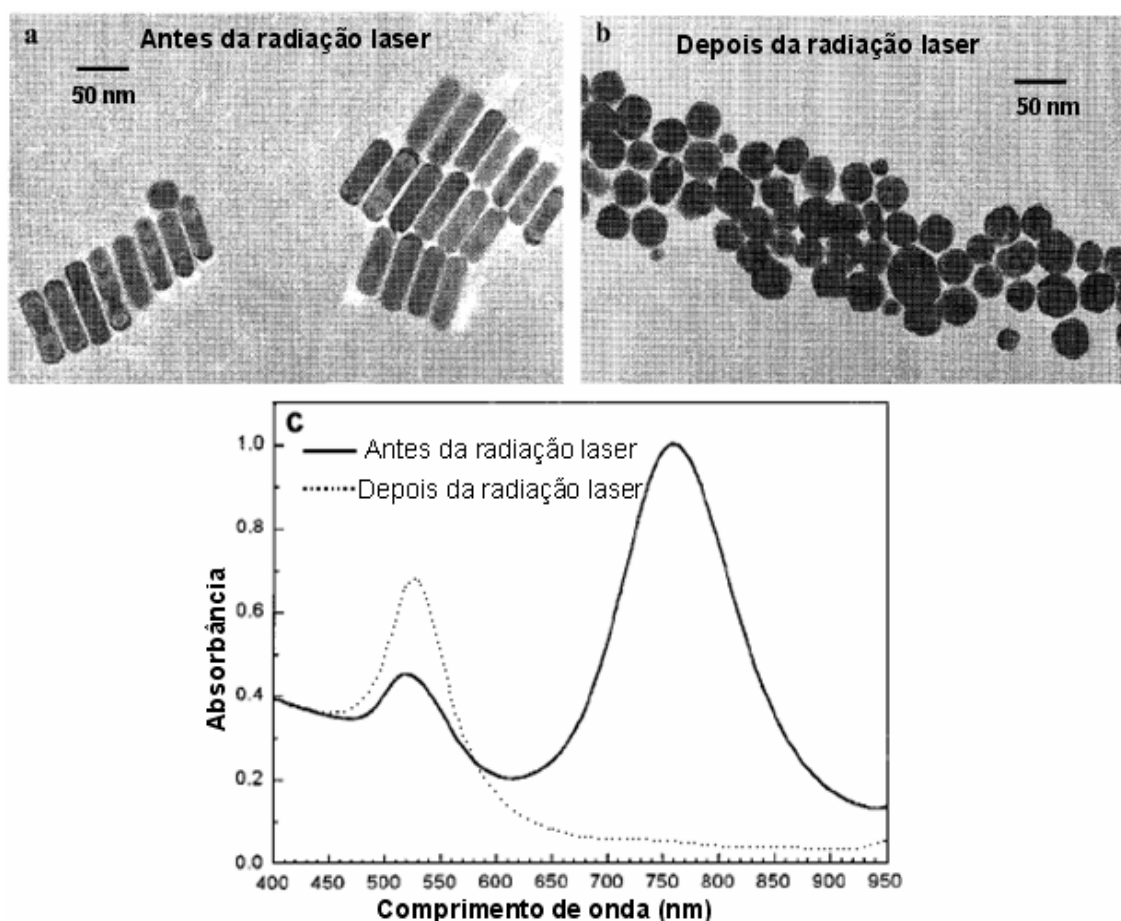 a
Antes da radiação laser
50 nm
b
Depois da radiação laser
50 nm
C
Antes da radiação laser
Depois da radiação laser
Absorbância
1.0
0.8
0.6
0.4
0.2
0.0
400 450 500 550 600 650 700 750 800 850 900 950
Comprimento de onda (nm)